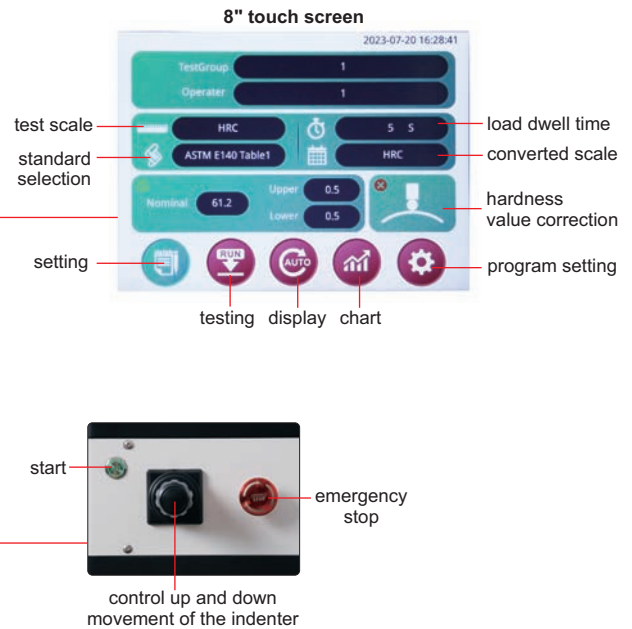 8" touch screen
2023-07-20 16:28:41
TestGroup 1
Operater 1
test scale
HRC
5 S
load dwell time
standard
selection
ASTM E140 Table1
HRC
converted scale
Nominal 61.2
Upper 0.5
Lower 0.5
hardness
value correction
setting
RUN
AUTO
program setting
testing display chart
start
emergency
stop
control up and down
movement of the indenter